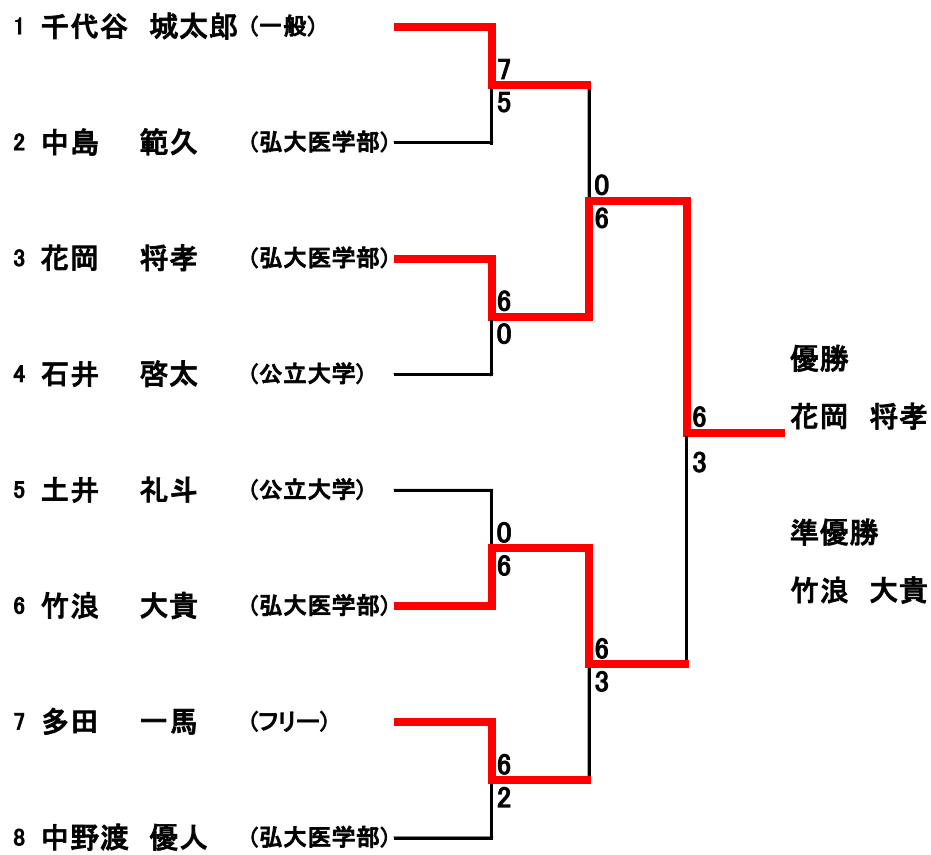 1 千代谷 城太郎 (一般)
7
5
2 中島 範久 (弘大医学部)
0
6
3 花岡 将孝 (弘大医学部)
6
0
4 石井 啓太 (公立大学)
優勝
花岡 将孝
6
3
5 土井 礼斗 (公立大学)
0
6
準優勝
竹浪 大貴
6 竹浪 大貴 (弘大医学部)
6
3
7 多田 一馬 (フリー)
6
2
8 中野渡 優人 (弘大医学部)